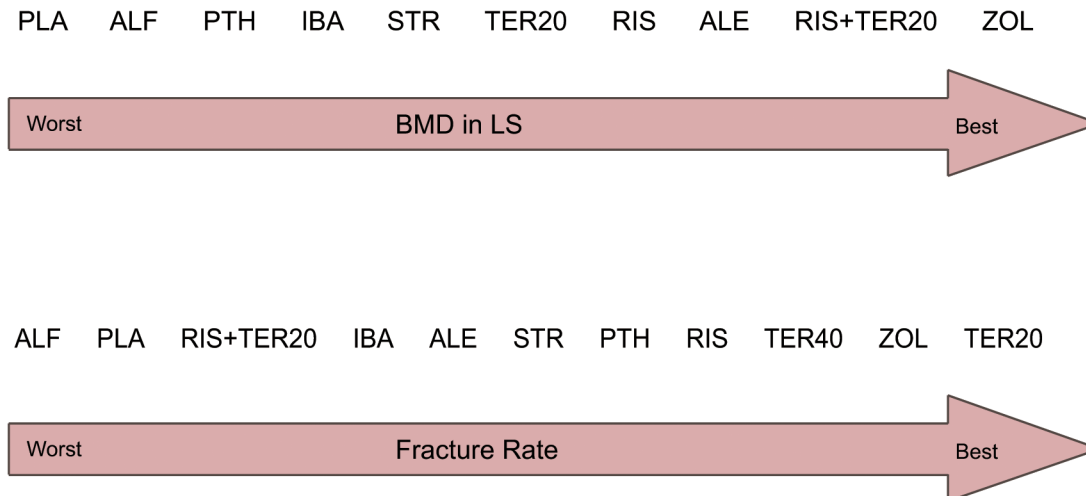 PLA ALF PTH IBA STR TER20 RIS ALE RIS+TER20 ZOL
Worst BMD in LS Best
ALF PLA RIS+TER20 IBA ALE STR PTH RIS TER40 ZOL TER20
Worst Fracture Rate Best